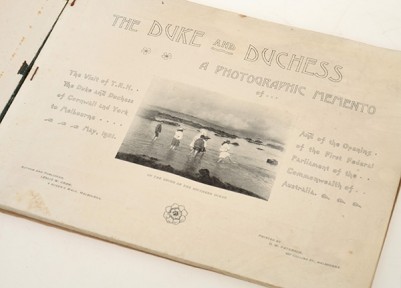 THE DUKE AND DUCHESS
A PHOTOGRAPHIC MEMENTO
of...
The Visit of T.R.H.
The Duke and Duchess
of Cornwall and York
to Melbourne....
May, 1901.
And of the Opening
of the First Federal
Parliament of the..
Commonwealth of.
Australia.